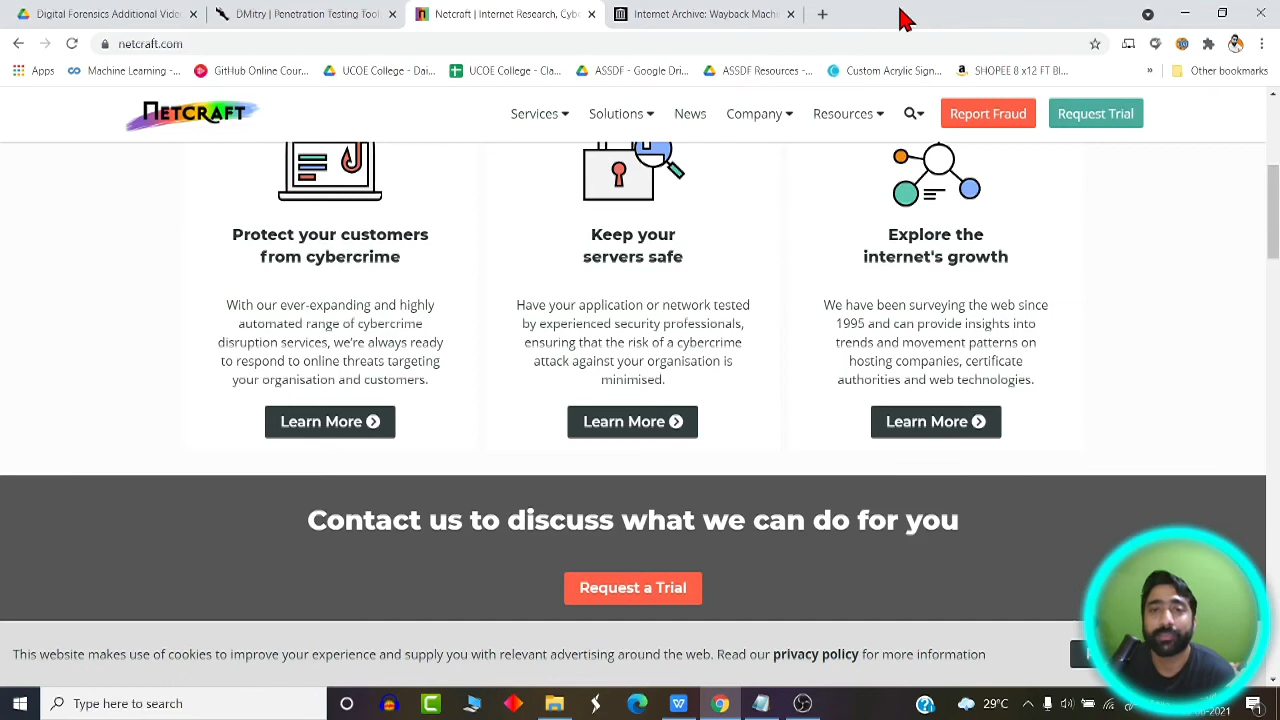 Digital Forensics Additional Video
DMitry | Penetration Testing Tool
Netcraft | Internet Research, Cyb
Internet Archive: Wayback Mach
netcraft.com
Apps
Machine Learning -...
GitHub Online Cour...
UCOE College - Dai...
UCOE College - Cla...
ASSDF - Google Dri...
ASSDF Resources -...
Custom Acrylic Sign...
SHOPEE 8 x12 FT Bl...
»
Other bookmarks
NETCRAFT
Services
Solutions
News
Company
Resources
Report Fraud
Request Trial
Protect your customers
from cybercrime
With our ever-expanding and highly
automated range of cybercrime
disruption services, we're always ready
to respond to online threats targeting
your organisation and customers.
Learn More
Keep your
servers safe
Have your application or network tested
by experienced security professionals,
ensuring that the risk of a cybercrime
attack against your organisation is
minimised.
Learn More
Explore the
internet's growth
We have been surveying the web since
1995 and can provide insights into
trends and movement patterns on
hosting companies, certificate
authorities and web technologies.
Learn More
Contact us to discuss what we can do for you
Request a Trial
This website makes use of cookies to improve your experience and supply you with relevant advertising around the web. Read our privacy policy for more information
Type here to search
29°C